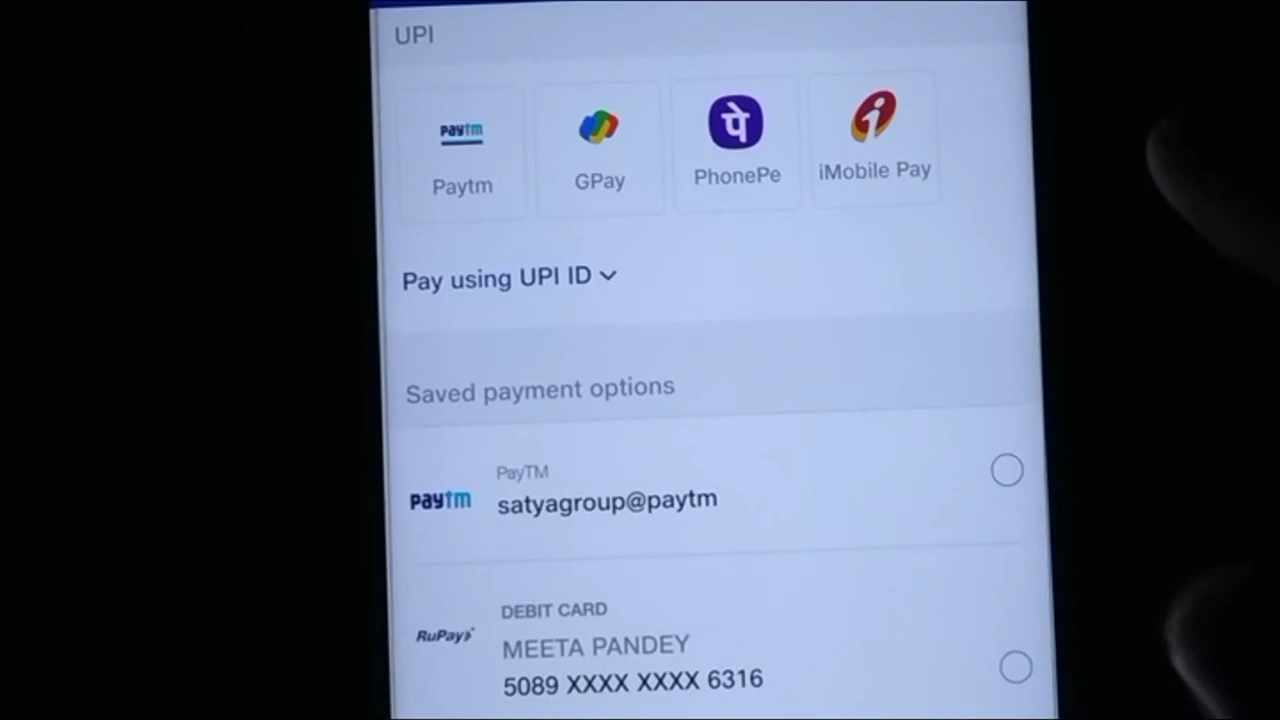 UPI
paytm
पे
i
Paytm
GPay
PhonePe
iMobile Pay
Pay using UPI ID
Saved payment options
PayTM
paytm
satyagroup@paytm
DEBIT CARD
RuPay
MEETA PANDEY
5089 XXXX XXXX 6316